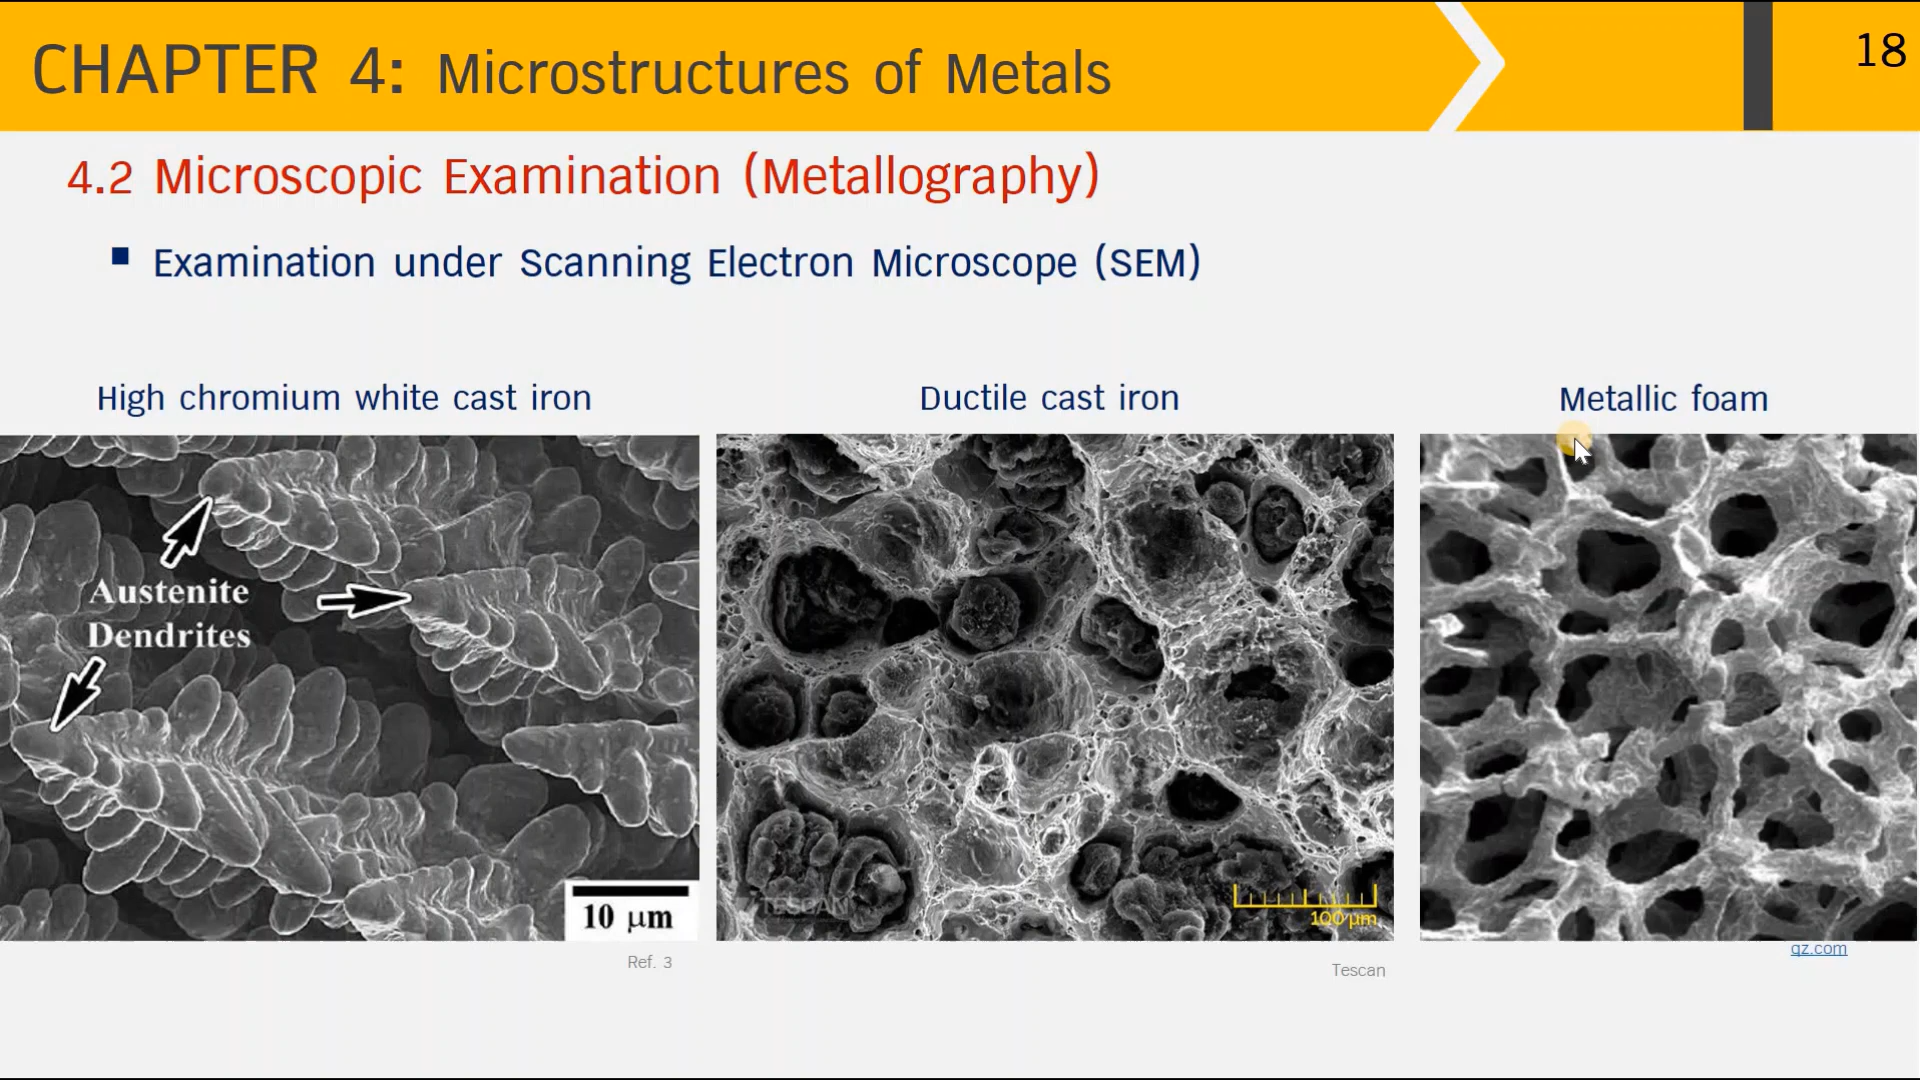 CHAPTER 4: Microstructures of Metals
18
4.2 Microscopic Examination (Metallography)
Examination under Scanning Electron Microscope (SEM)
High chromium white cast iron
Ductile cast iron
Metallic foam
Austenite
Dendrites
10 µm
TESCAN
100 µm
Ref. 3
Tescan
qz.com